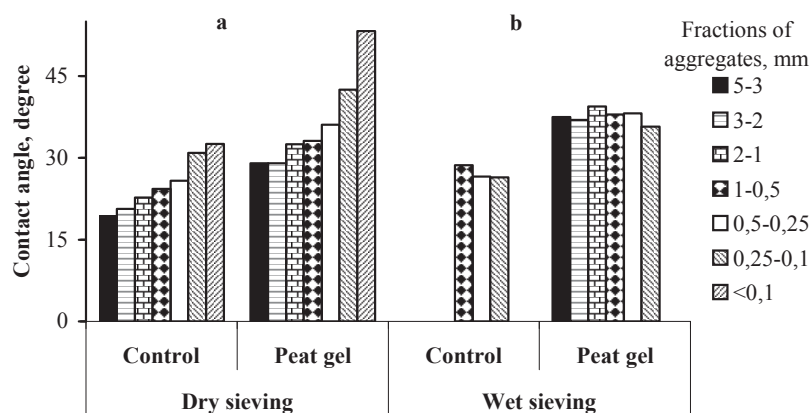 a
b
Fractions of
aggregates, mm
5-3
3-2
2-1
1-0,5
0,5-0,25
0,25-0,1
<0,1
Contact angle, degree
45
30
15
0
Control
Peat gel
Control
Peat gel
Dry sieving
Wet sieving